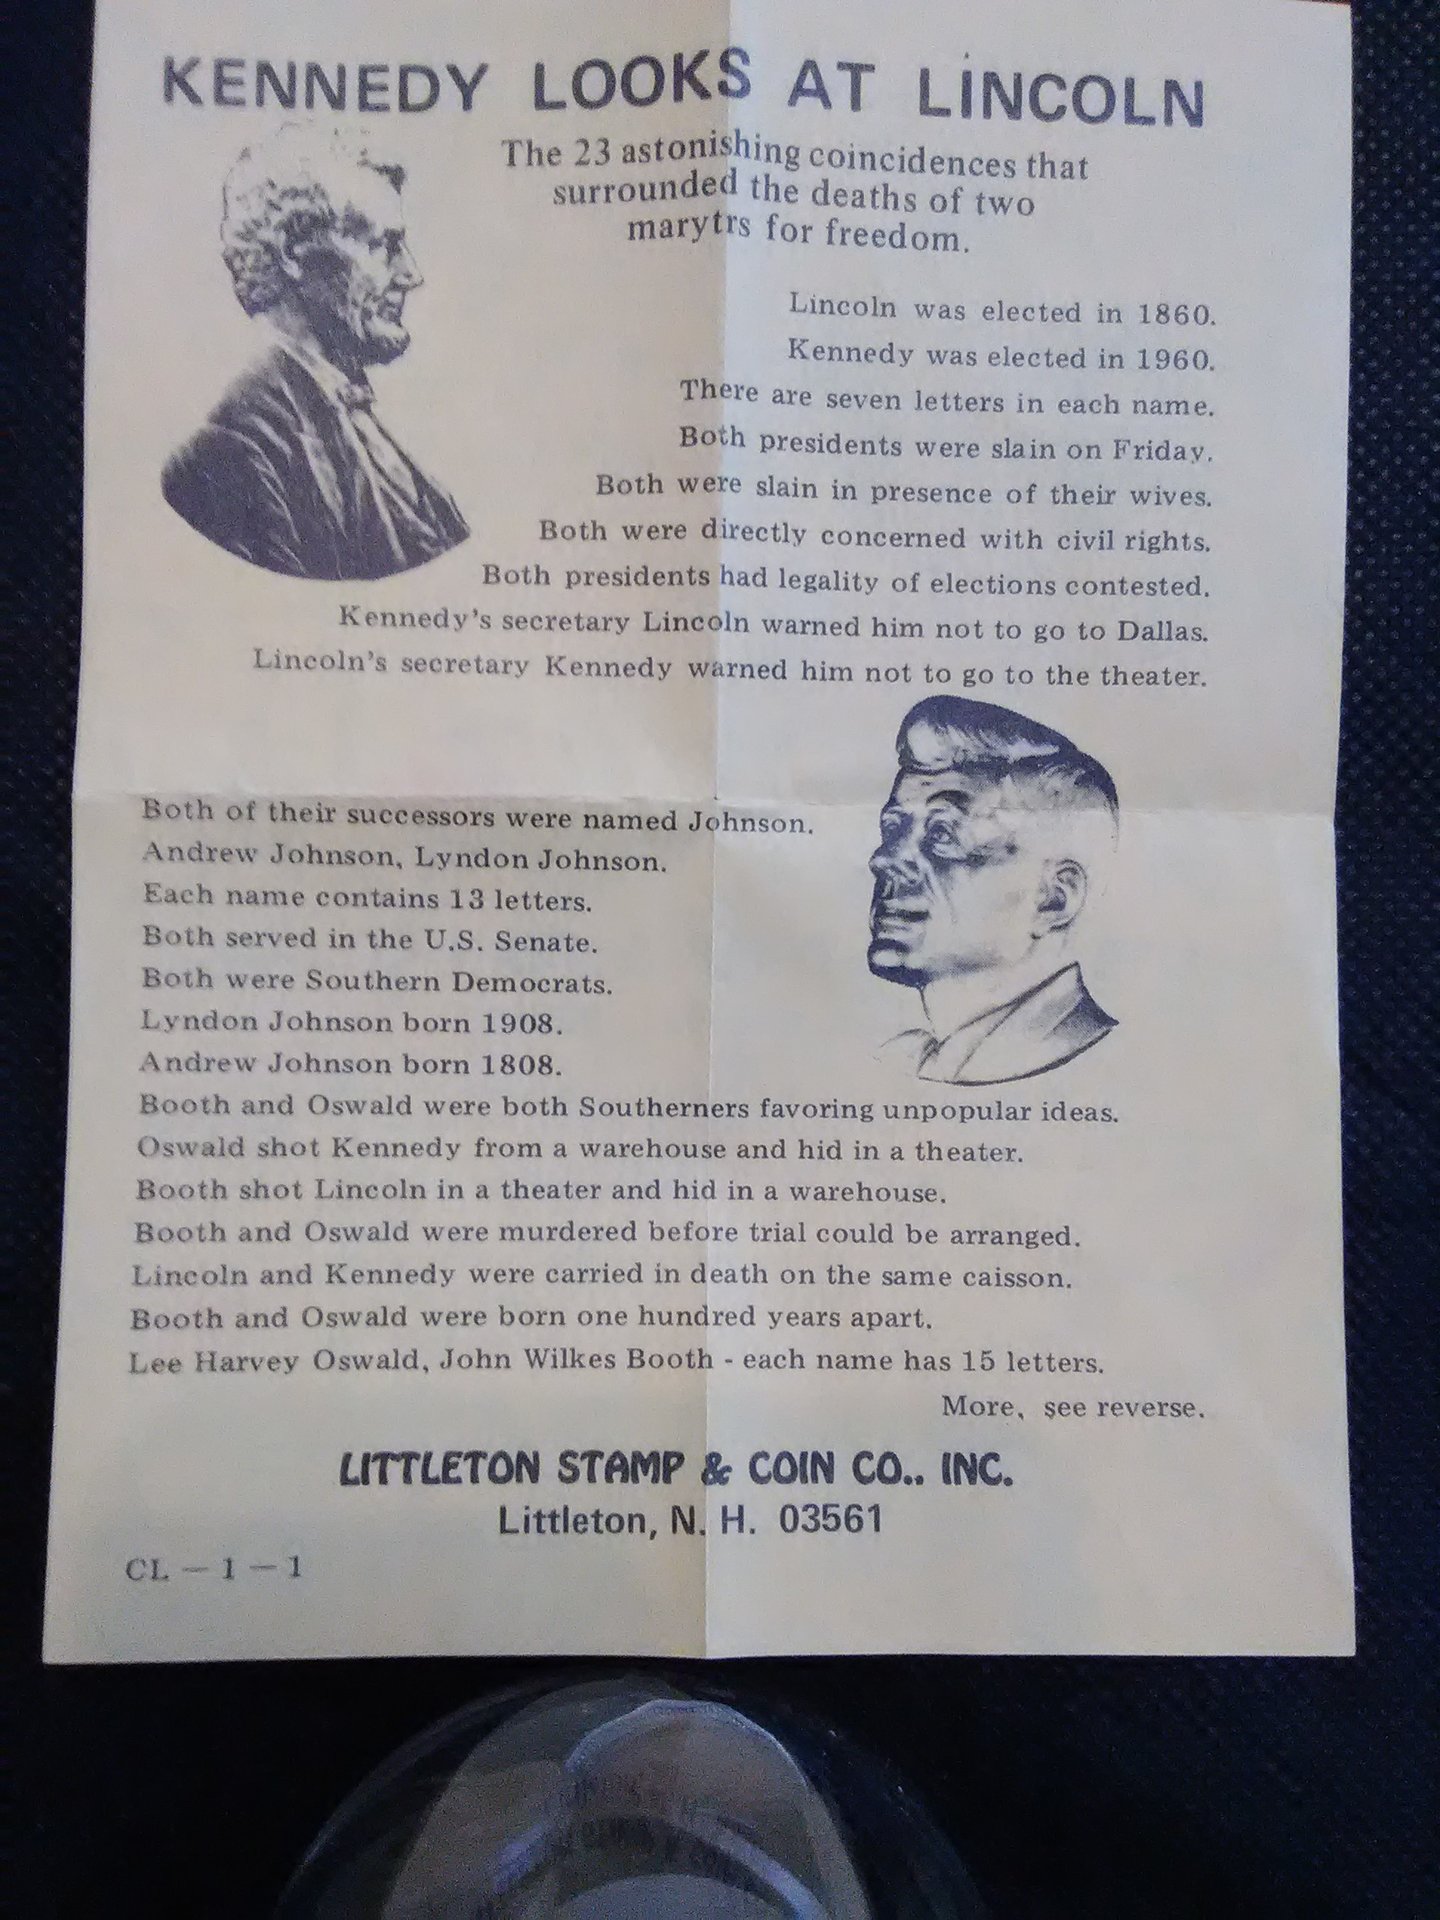 KENNEDY LOOKS AT LINCOLN
The 23 astonishing coincidences that
surrounded the deaths of two
marytrs for freedom.
Lincoln was elected in 1860.
Kennedy was elected in 1960.
There are seven letters in each name.
Both presidents were slain on Friday.
Both were slain in presence of their wives.
Both were directly concerned with civil rights.
Both presidents had legality of elections contested.
Kennedy's secretary Lincoln warned him not to go to Dallas.
Lincoln's secretary Kennedy warned him not to go to the theater.
Both of their successors were named Johnson.
Andrew Johnson, Lyndon Johnson.
Each name contains 13 letters.
Both served in the U.S. Senate.
Both were Southern Democrats.
Lyndon Johnson born 1908.
Andrew Johnson born 1808.
Booth and Oswald were both Southerners favoring unpopular ideas.
Oswald shot Kennedy from a warehouse and hid in a theater.
Booth shot Lincoln in a theater and hid in a warehouse.
Booth and Oswald were murdered before trial could be arranged.
Lincoln and Kennedy were carried in death on the same caisson.
Booth and Oswald were born one hundred years apart.
Lee Harvey Oswald, John Wilkes Booth - each name has 15 letters.
More, see reverse.
LITTLETON STAMP & COIN CO.. INC.
Littleton, N. H. 03561
CL - 1 - 1